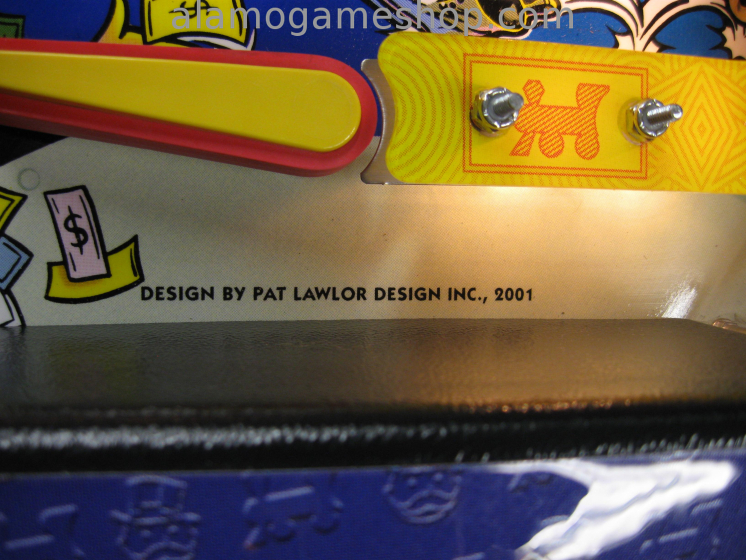 alamogameshop.com
$
DESIGN BY PAT LAWLOR DESIGN INC., 2001